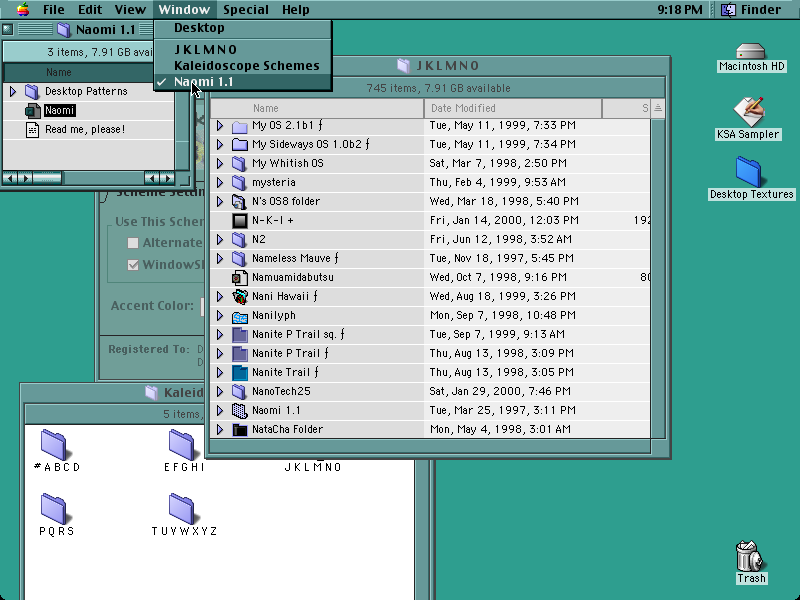 File Edit View Window Special Help 9:18 PM Finder
Desktop
J K L M N O
Kaleidoscope Schemes
✓ Naomi 1.1
Naomi 1.1
3 items, 7.91 GB avai
Name
Desktop Patterns
Naomi
Read me, please!
Scheme Settin
Use This Scher
Alternate
WindowSh
Accent Color:
Registered To: D
J K L M N O
745 items, 7.86 GB available
Name Date Modified S
My OS 2.1b1 ƒ Tue, May 11, 1999, 7:33 PM
My Sideways OS 1.0b2 ƒ Tue, May 11, 1999, 7:34 PM
My Whitish OS Sat, Mar 7, 1998, 2:50 PM
mysteria Thu, Feb 4, 1999, 9:53 AM
N's OS8 folder Wed, Mar 18, 1998, 5:40 PM
N-K-I + Fri, Jan 14, 2000, 12:03 PM 192
N2 Fri, Jun 12, 1998, 3:52 AM
Nameless Mauve ƒ Tue, Nov 18, 1997, 5:45 PM
Namuamidabutsu Wed, Oct 7, 1998, 9:16 PM 80
Nani Hawaii ƒ Wed, Aug 18, 1999, 3:26 PM
Nanilyph Mon, Sep 7, 1998, 10:48 PM
Nanite P Trail sq. ƒ Tue, Sep 7, 1999, 9:13 AM
Nanite P Trail ƒ Thu, Aug 13, 1998, 3:09 PM
Nanite Trail ƒ Thu, Aug 13, 1998, 3:05 PM
NanoTech25 Sat, Jan 29, 2000, 7:46 PM
Naomi 1.1 Tue, Mar 25, 1997, 3:11 PM
NataCha Folder Mon, May 4, 1998, 3:01 AM
Kaleid
5 items,
#ABCD
EFGHI
JKLMNO
PQRS
TUVWXYZ
Macintosh HD
KSA Sampler
Desktop Textures
Trash